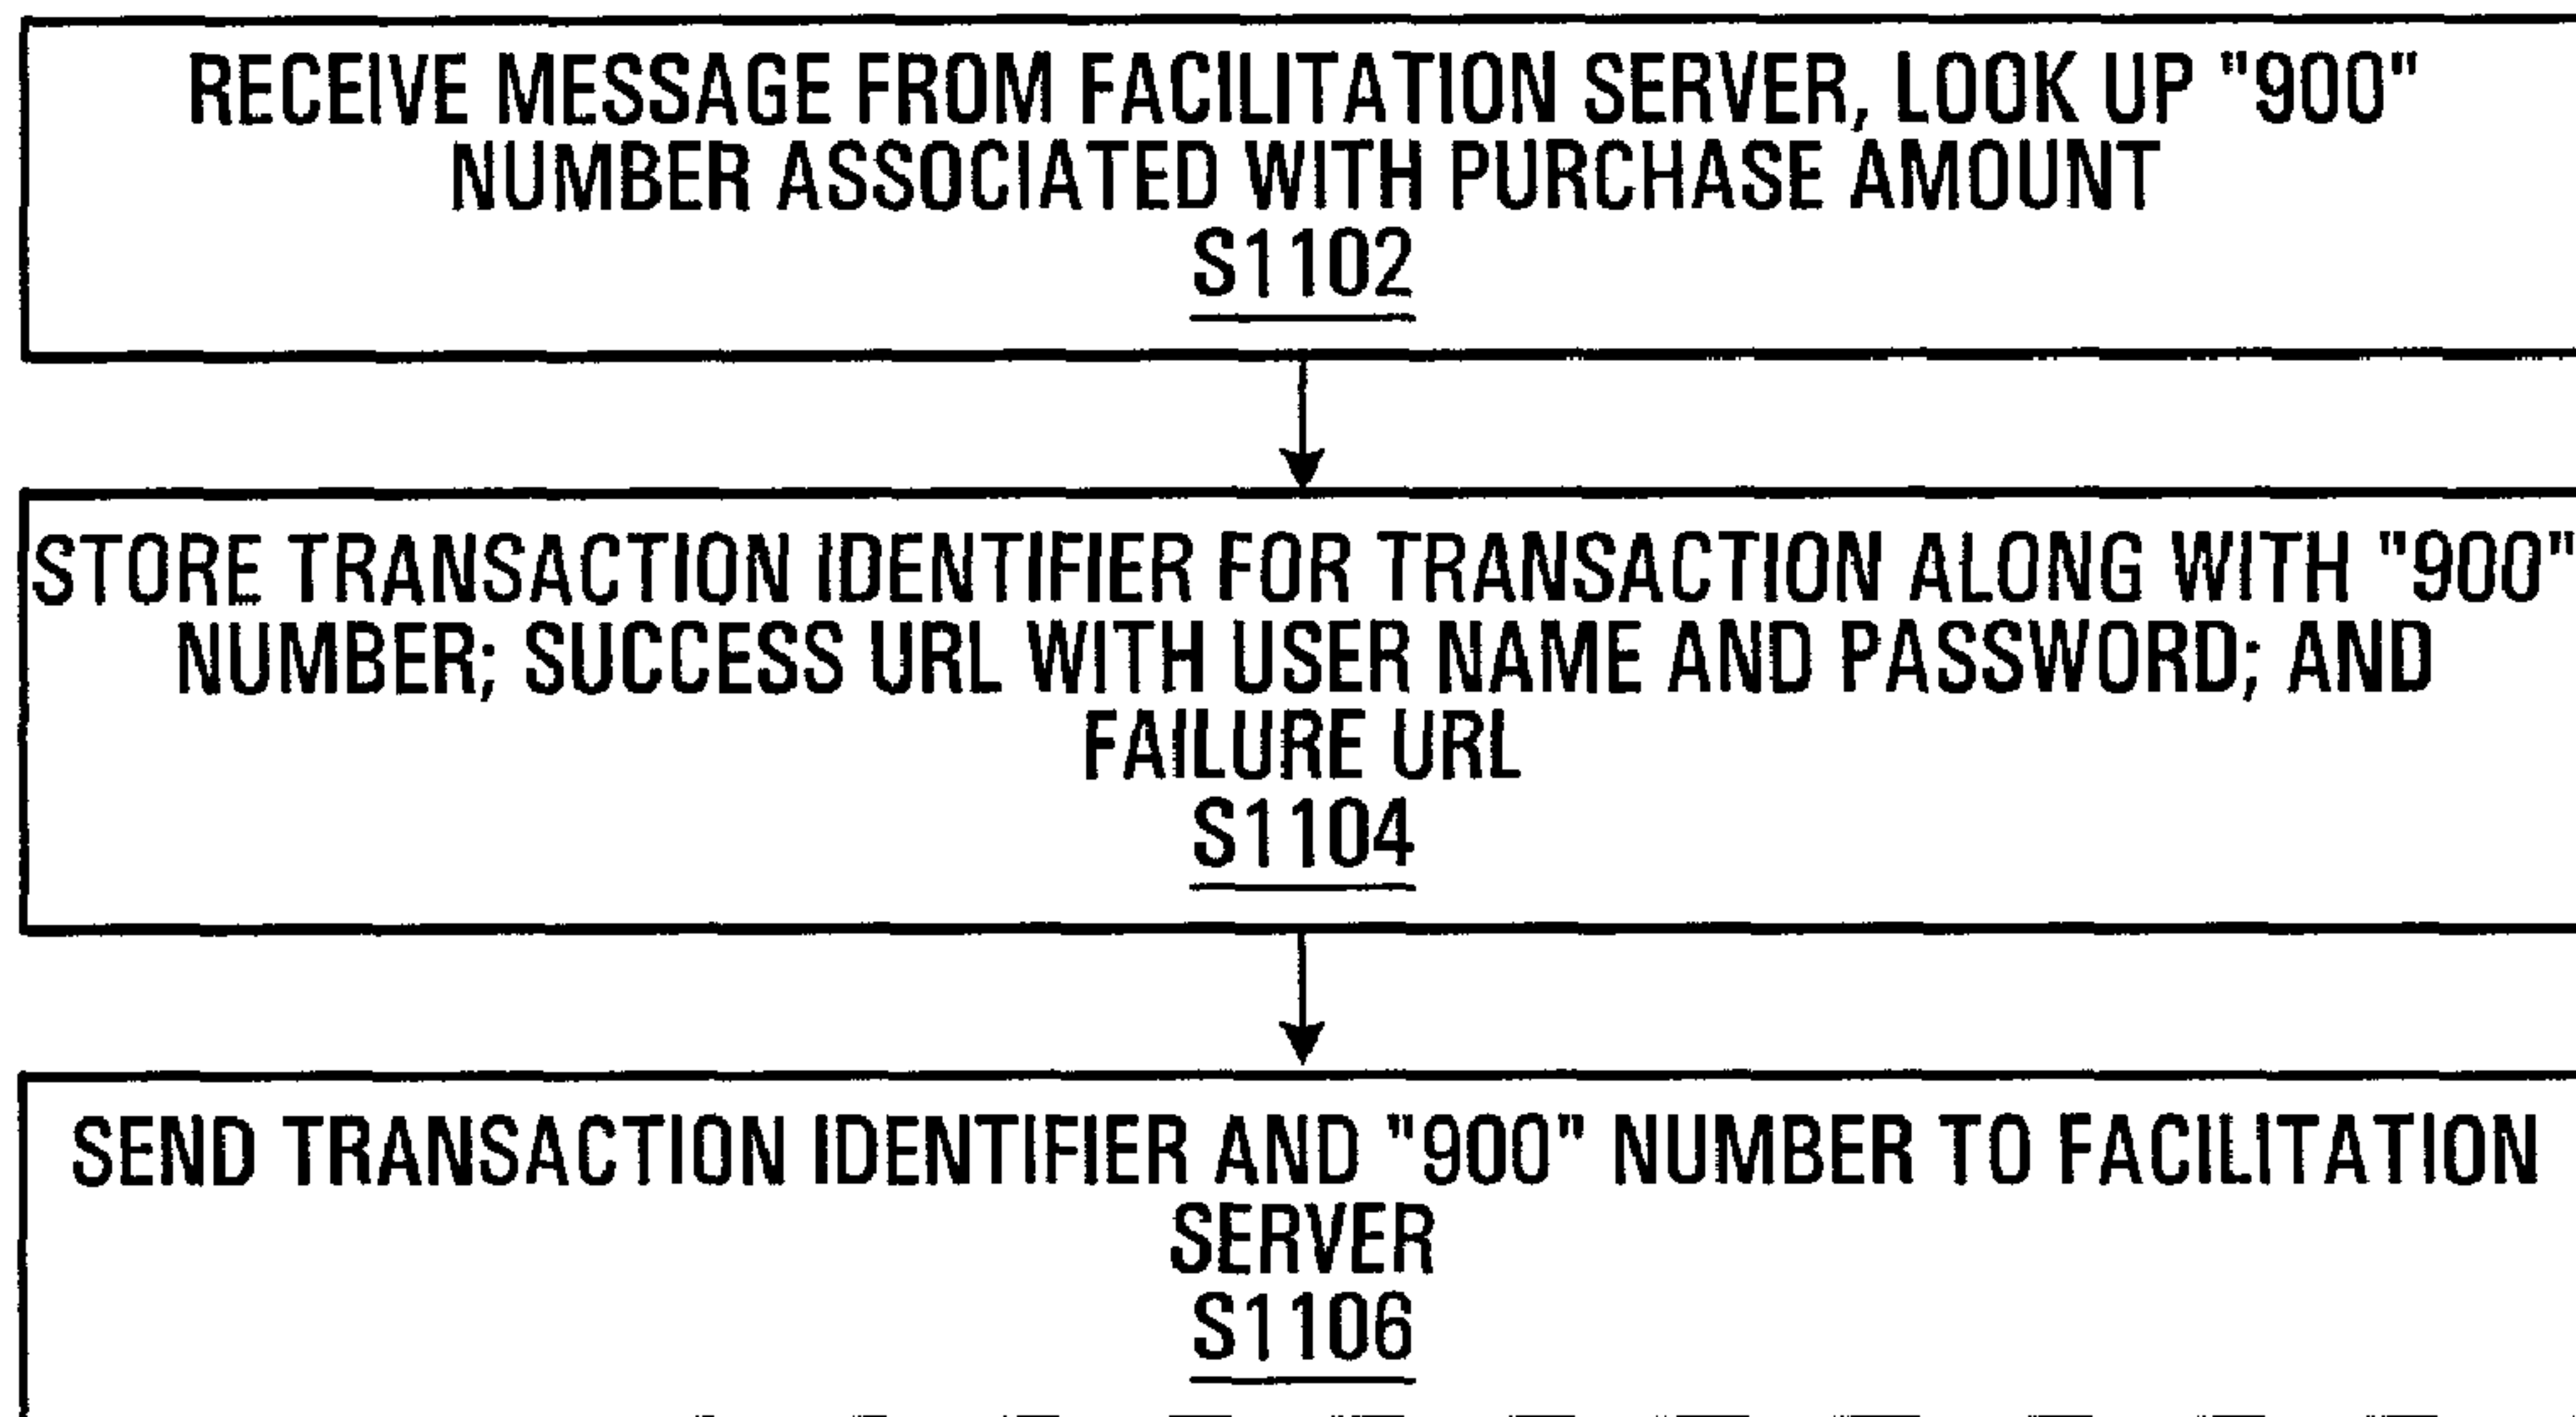 RECEIVE MESSAGE FROM FACILITATION SERVER, LOOK UP "900"
NUMBER ASSOCIATED WITH PURCHASE AMOUNT
S1102
STORE TRANSACTION IDENTIFIER FOR TRANSACTION ALONG WITH "900"
NUMBER; SUCCESS URL WITH USER NAME AND PASSWORD; AND
FAILURE URL
S1104
SEND TRANSACTION IDENTIFIER AND "900" NUMBER TO FACILITATION
SERVER
S1106